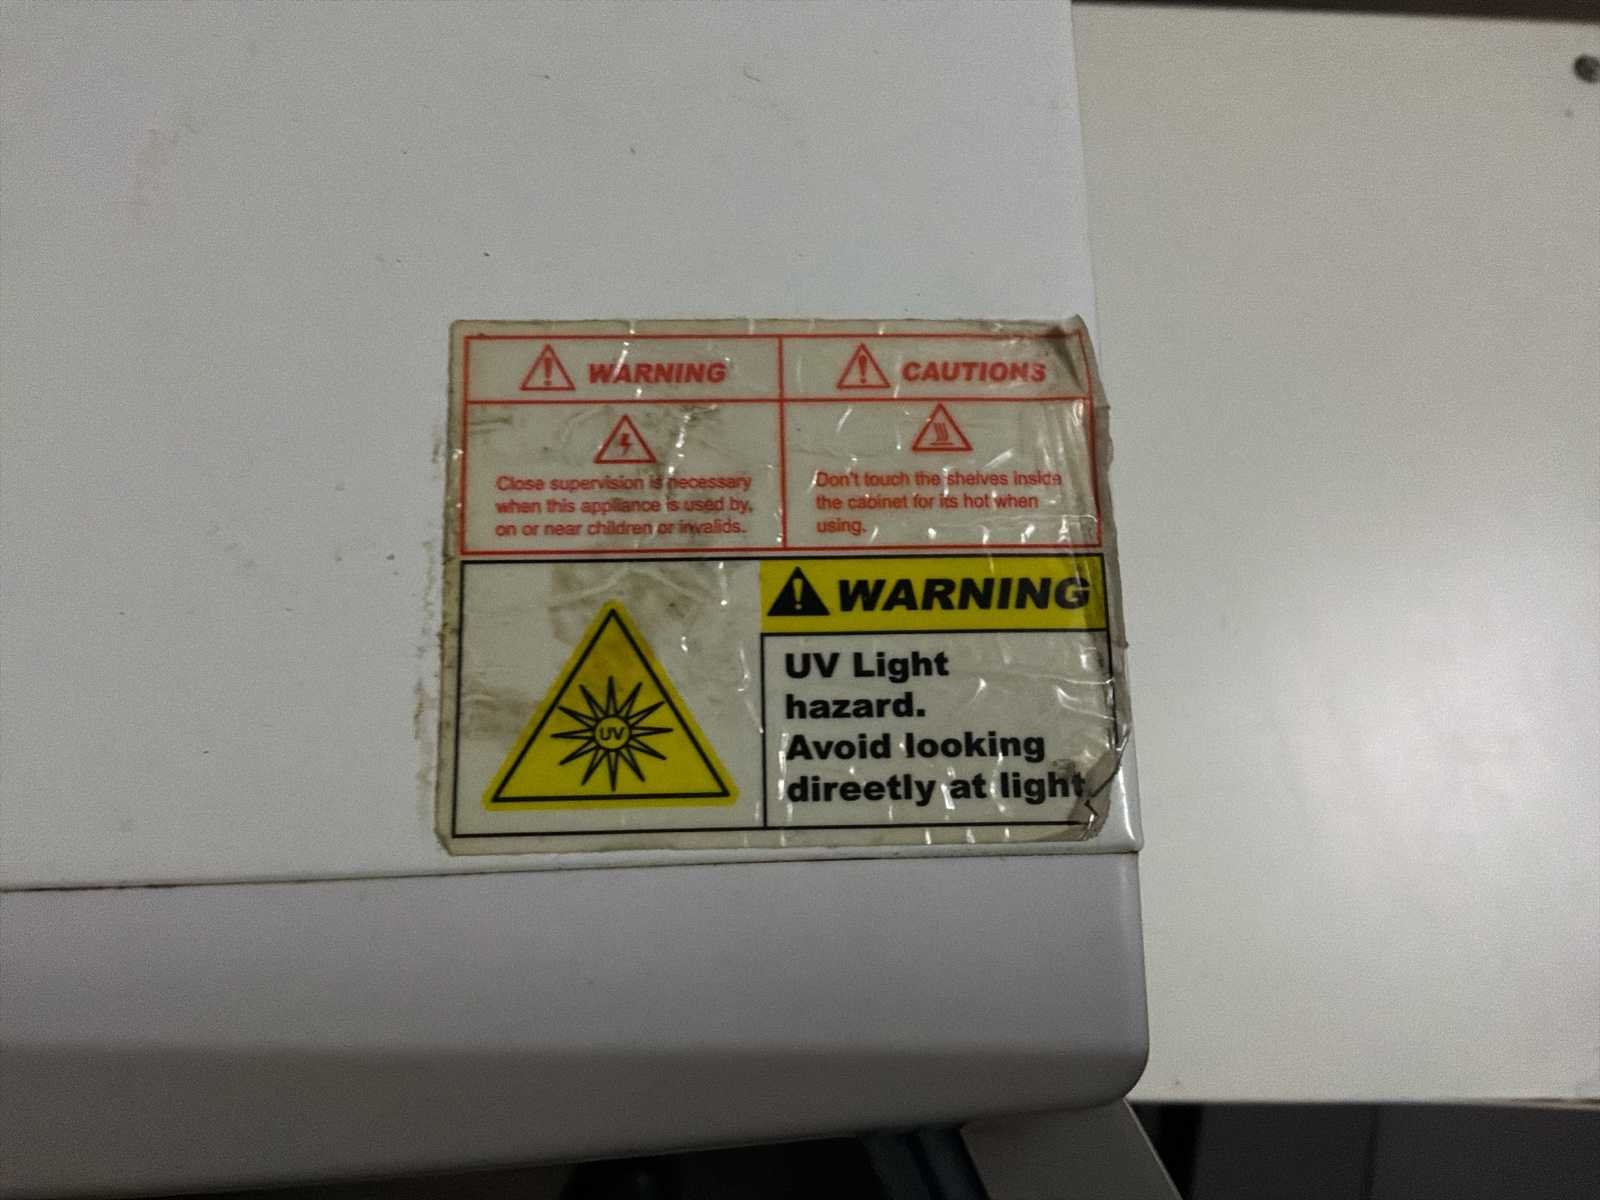 WARNING
Close supervision is necessary
when this appliance is used by,
on or near children or invalids.
CAUTIONS
Don't touch the shelves inside
the cabinet for its hot when
using.
UV
WARNING
UV Light
hazard.
Avoid looking
direetly at light.